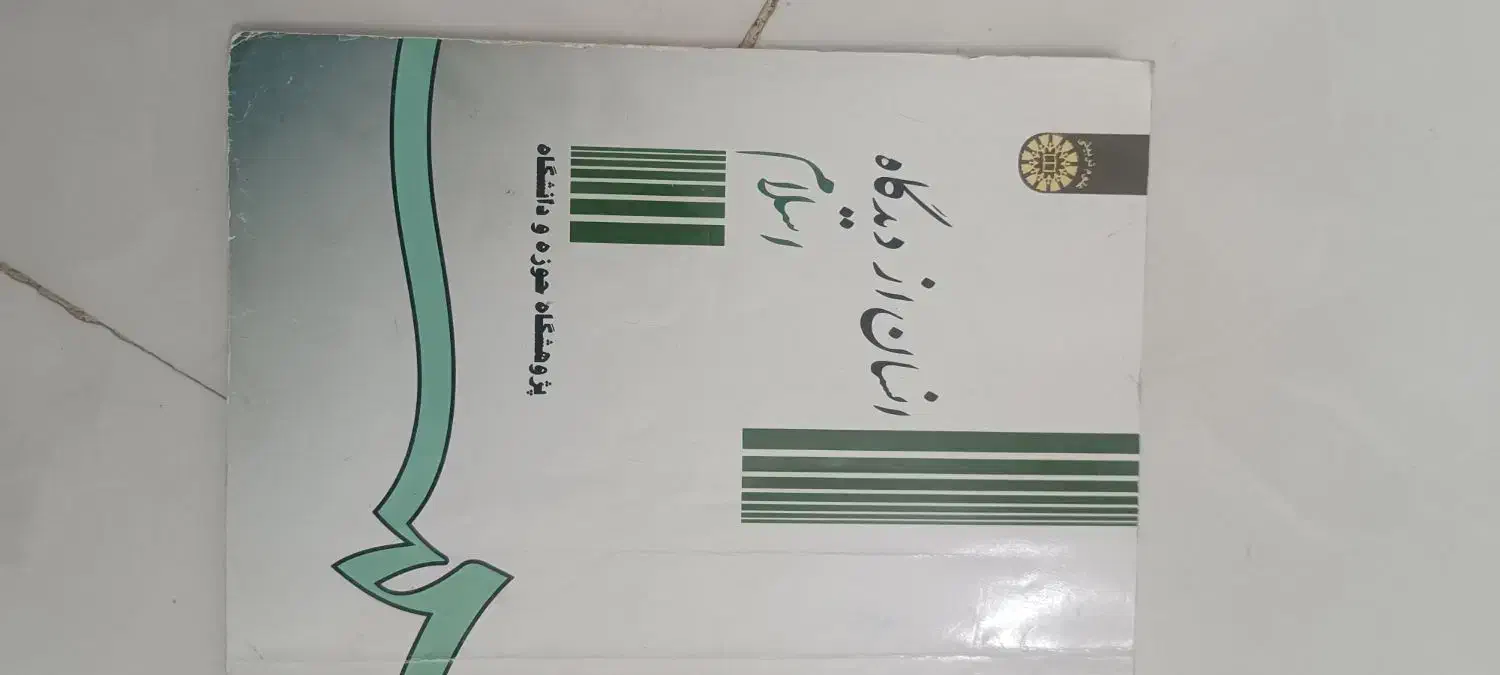 انسان از دیدگاه
اسلام
پژوهشگاه حوزه و دانشگاه